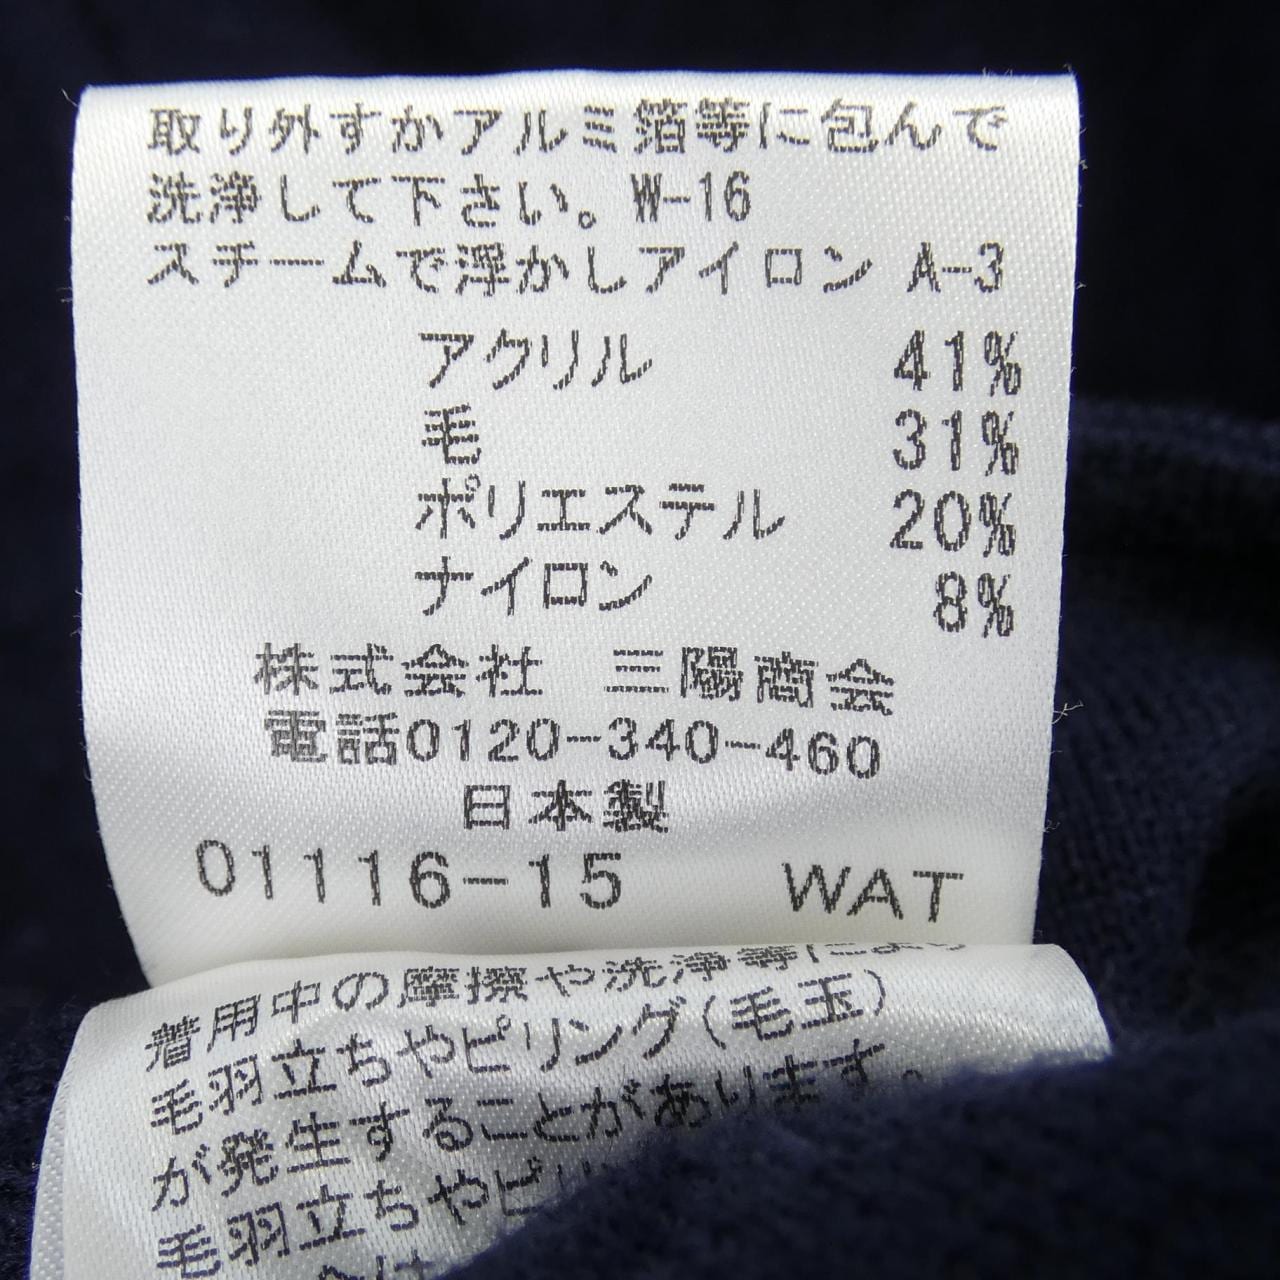 取り外すかアルミ箔等に包んで
洗浄して下さい。W-16
スチームで浮かしアイロン A-3
アクリル 41%
毛 31%
ポリエステル 20%
ナイロン 8%
株式会社 三陽商会
電話0120-340-460
日本製
01116-15 WAT
着用中の摩擦や洗浄等により
毛羽立ちやピリング(毛玉)
が発生することがあります。
毛羽立ちやピリ